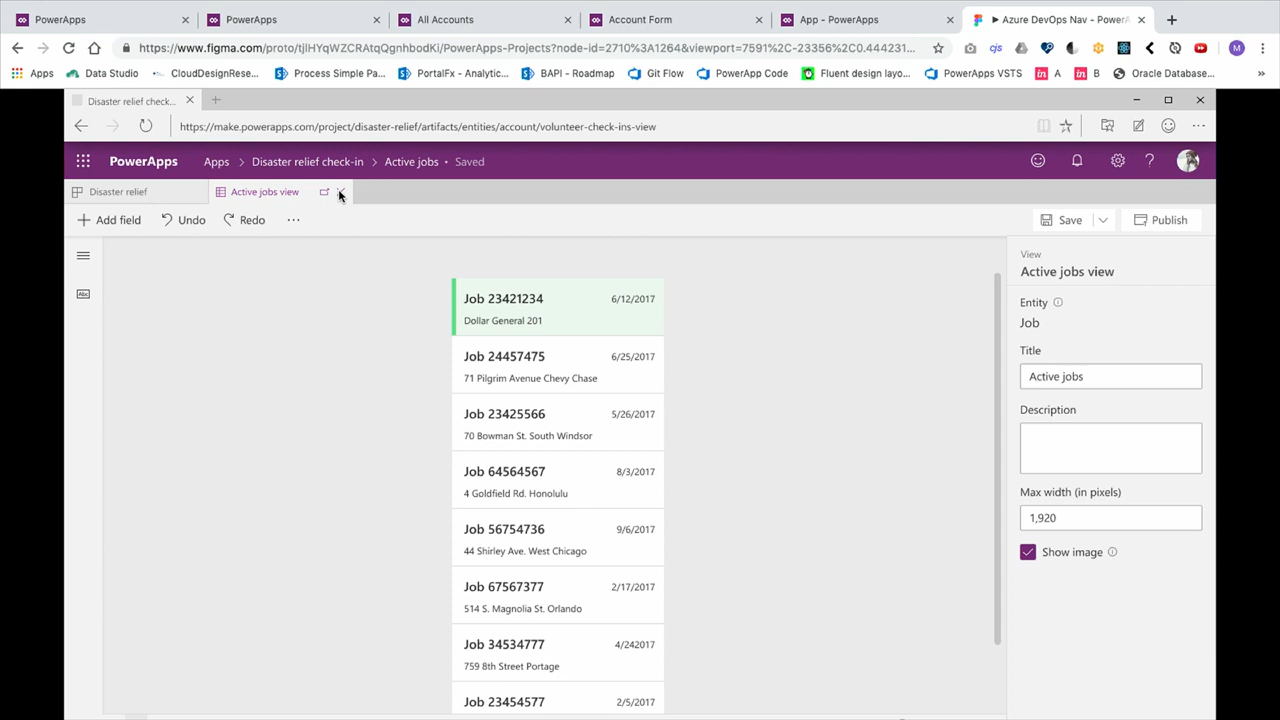 PowerApps
PowerApps
All Accounts
Account Form
App - PowerApps
▶ Azure DevOps Nav - PowerA
https://www.figma.com/proto/tjlHYqWZCRAtqQgnhbodKl/PowerApps-Projects?node-id=2710%3A1264&viewport=7591%2C-23356%2C0.444231...
cjs
M
Apps
Data Studio
CloudDesignRese...
Process Simple Pa...
PortalFx - Analytic...
BAPI - Roadmap
Git Flow
PowerApp Code
Fluent design layo...
PowerApps VSTS
in A
in B
Oracle Database...
»
Disaster relief check...
https://make.powerapps.com/project/disaster-relief/artifacts/entities/account/volunteer-check-ins-view
PowerApps
Apps > Disaster relief check-in > Active jobs • Saved
Disaster relief
Active jobs view
Add field
Undo
Redo
Save
Publish
Abc
Job 23421234 6/12/2017
Dollar General 201
Job 24457475 6/25/2017
71 Pilgrim Avenue Chevy Chase
Job 23425566 5/26/2017
70 Bowman St. South Windsor
Job 64564567 8/3/2017
4 Goldfield Rd. Honolulu
Job 56754736 9/6/2017
44 Shirley Ave. West Chicago
Job 67567377 2/17/2017
514 S. Magnolia St. Orlando
Job 34534777 4/242017
759 8th Street Portage
Job 23454577 2/5/2017
View
Active jobs view
Entity
Job
Title
Active jobs
Description
Max width (in pixels)
1,920
Show image